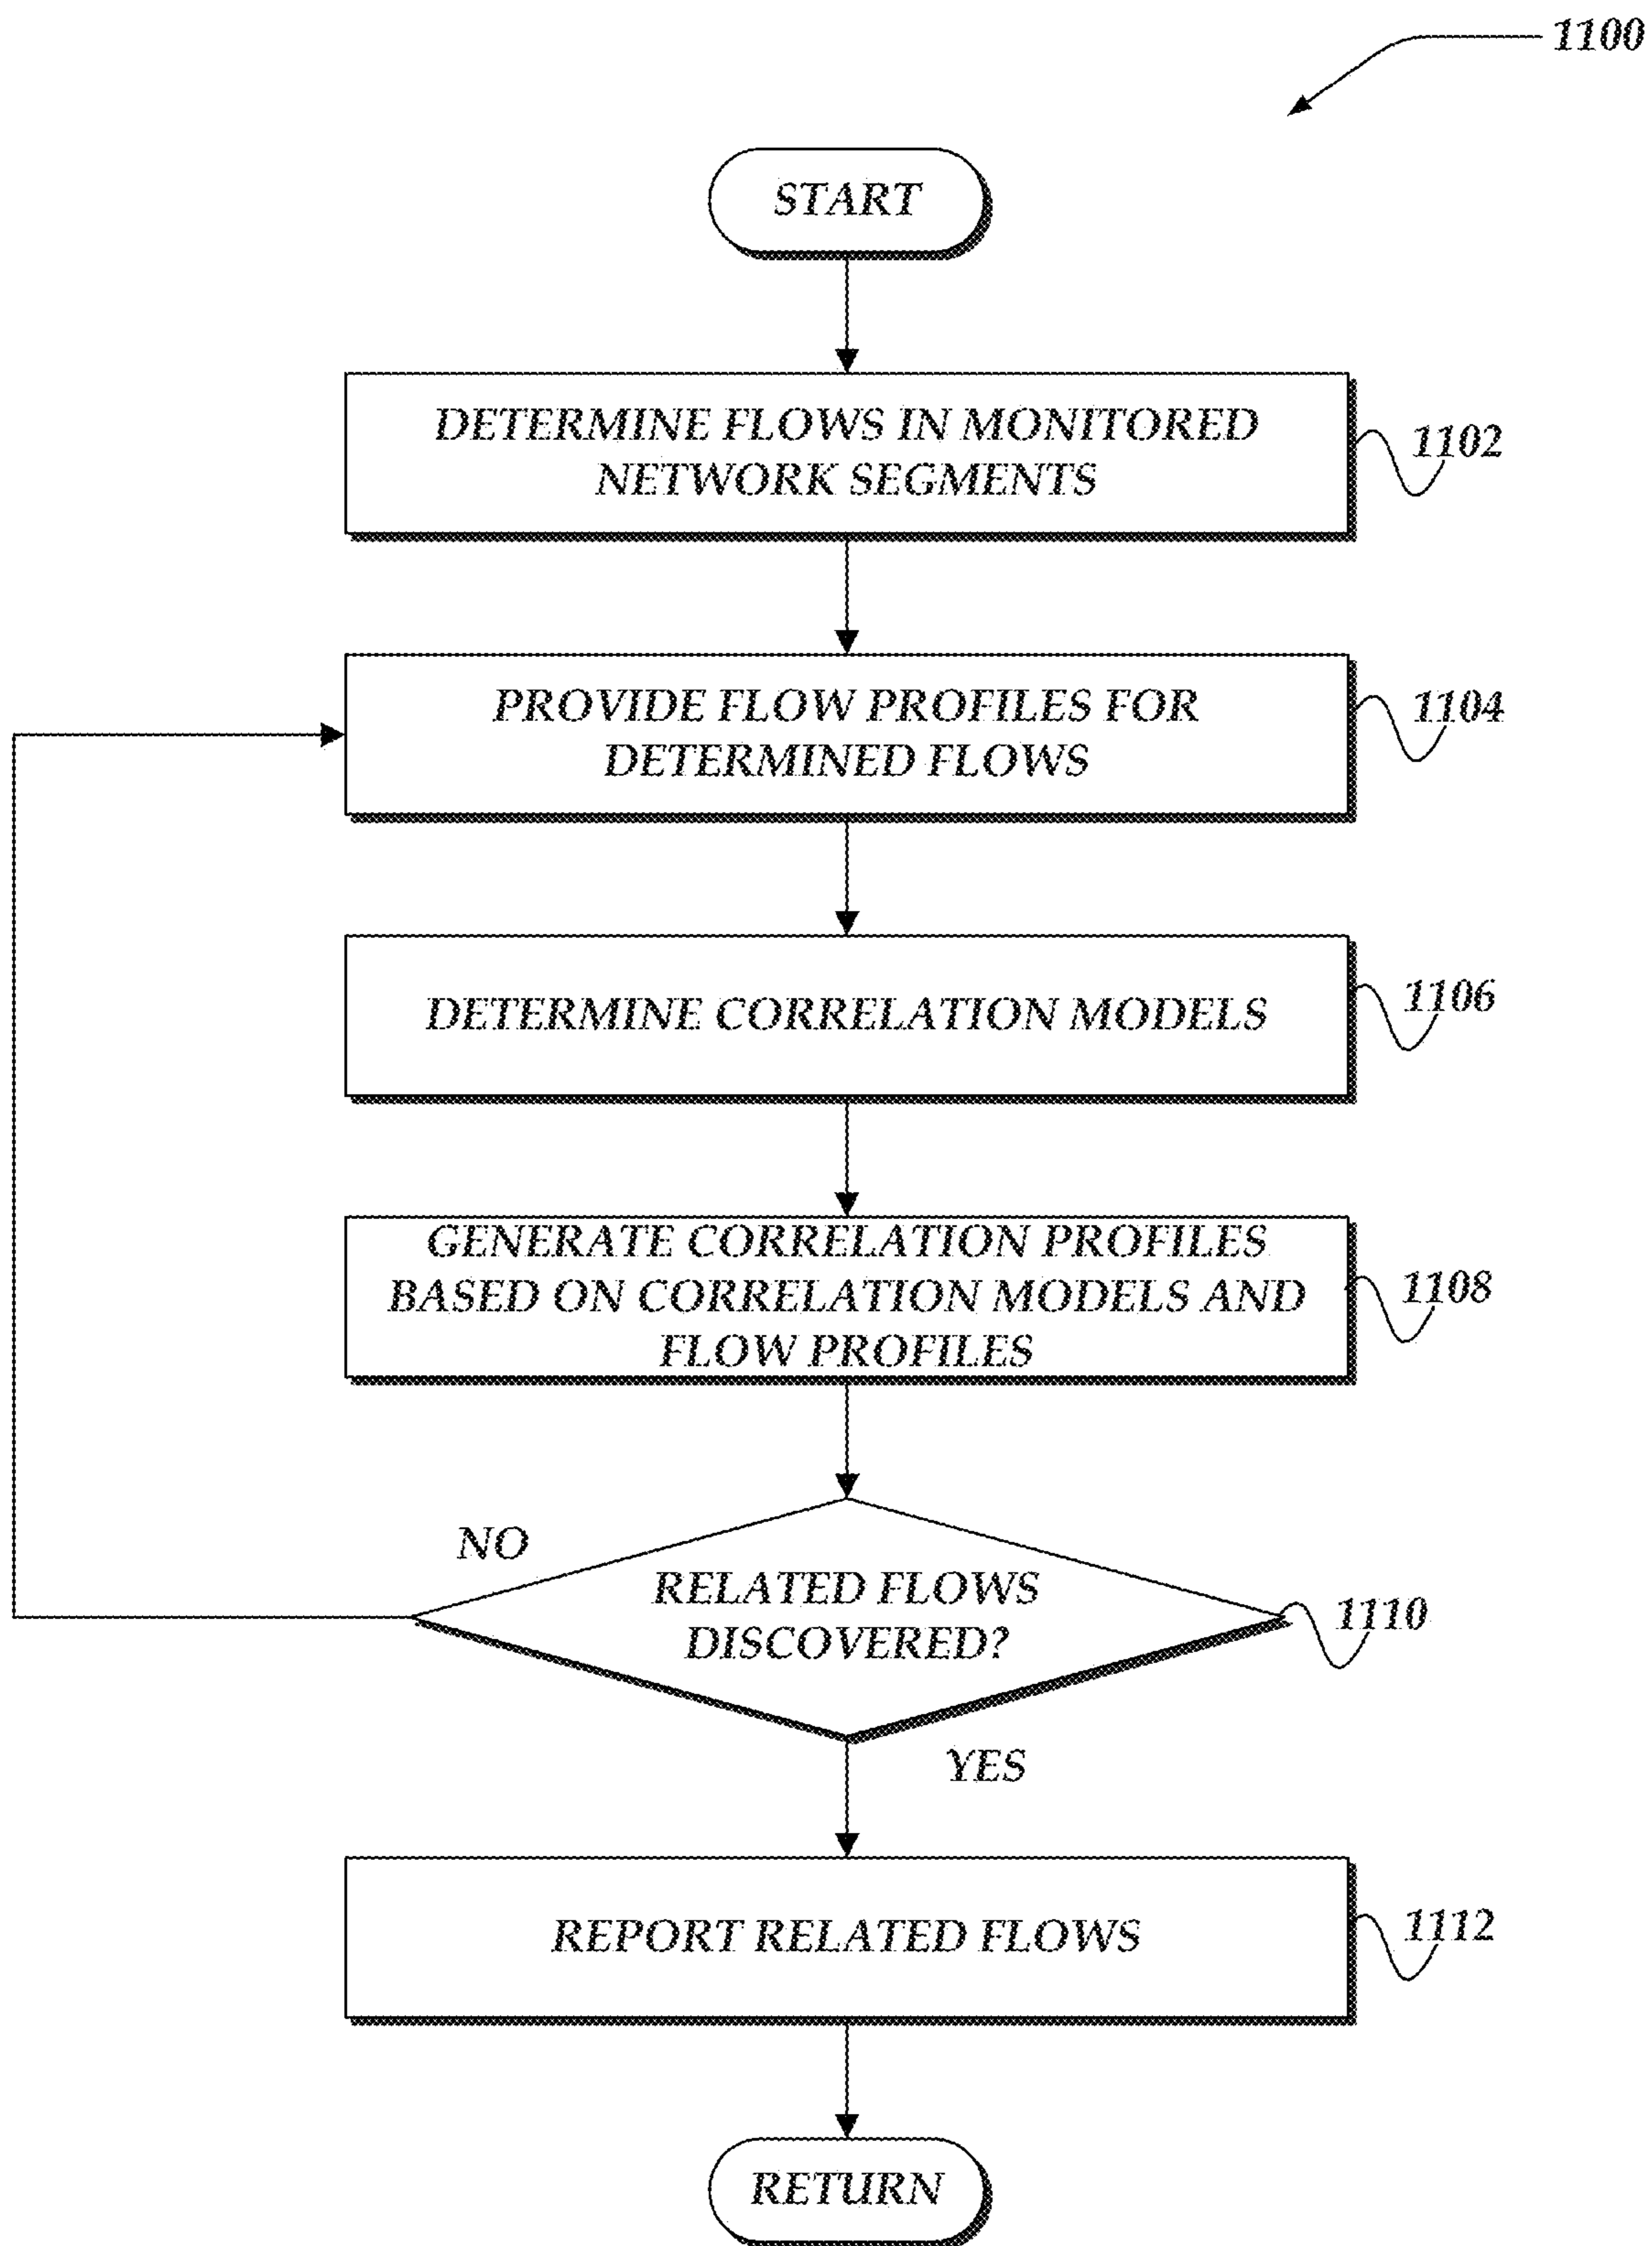 1100
START
DETERMINE FLOWS IN MONITORED
NETWORK SEGMENTS
1102
PROVIDE FLOW PROFILES FOR
DETERMINED FLOWS
1104
DETERMINE CORRELATION MODELS
1106
GENERATE CORRELATION PROFILES
BASED ON CORRELATION MODELS AND
FLOW PROFILES
1108
NO
RELATED FLOWS
DISCOVERED?
1110
YES
REPORT RELATED FLOWS
1112
RETURN